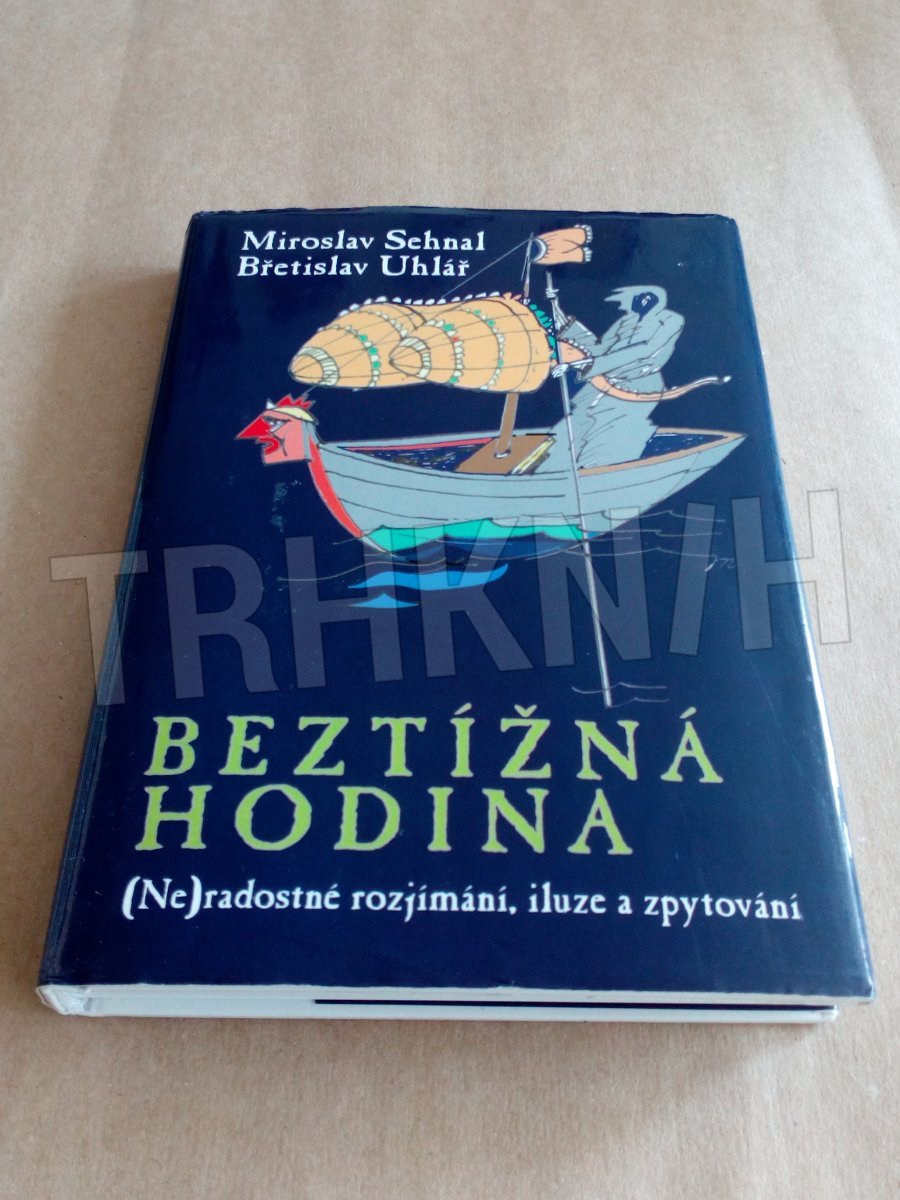 Miroslav Sehnal
Břetislav Uhlář
TRHKNIH
BEZTÍŽNÁ
HODINA
(Ne)radostné rozjímání, iluze a zpytování